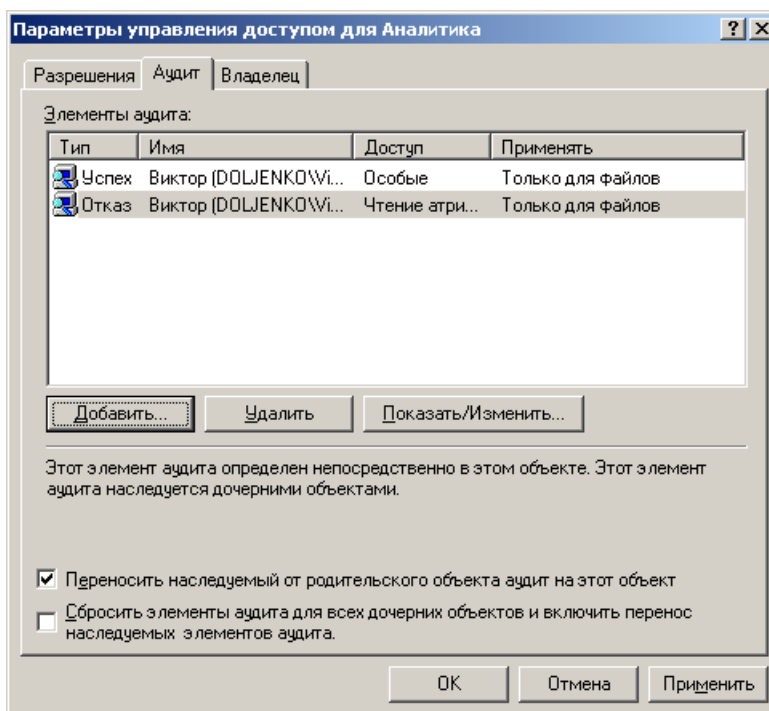 Параметры управления доступом для Аналитика
Разрешения Аудит Владелец
Элементы аудита:
Тип Имя Доступ Применять
Успех Виктор (DOLJENKO\Vi... Особые Только для файлов
Отказ Виктор (DOLJENKO\Vi... Чтение атри... Только для файлов
Добавить... Удалить Показать/Изменить...
Этот элемент аудита определен непосредственно в этом объекте. Этот элемент
аудита наследуется дочерними объектами.
Переносить наследуемый от родительского объекта аудит на этот объект
Сбросить элементы аудита для всех дочерних объектов и включить перенос
наследуемых элементов аудита.
OK Отмена Применить